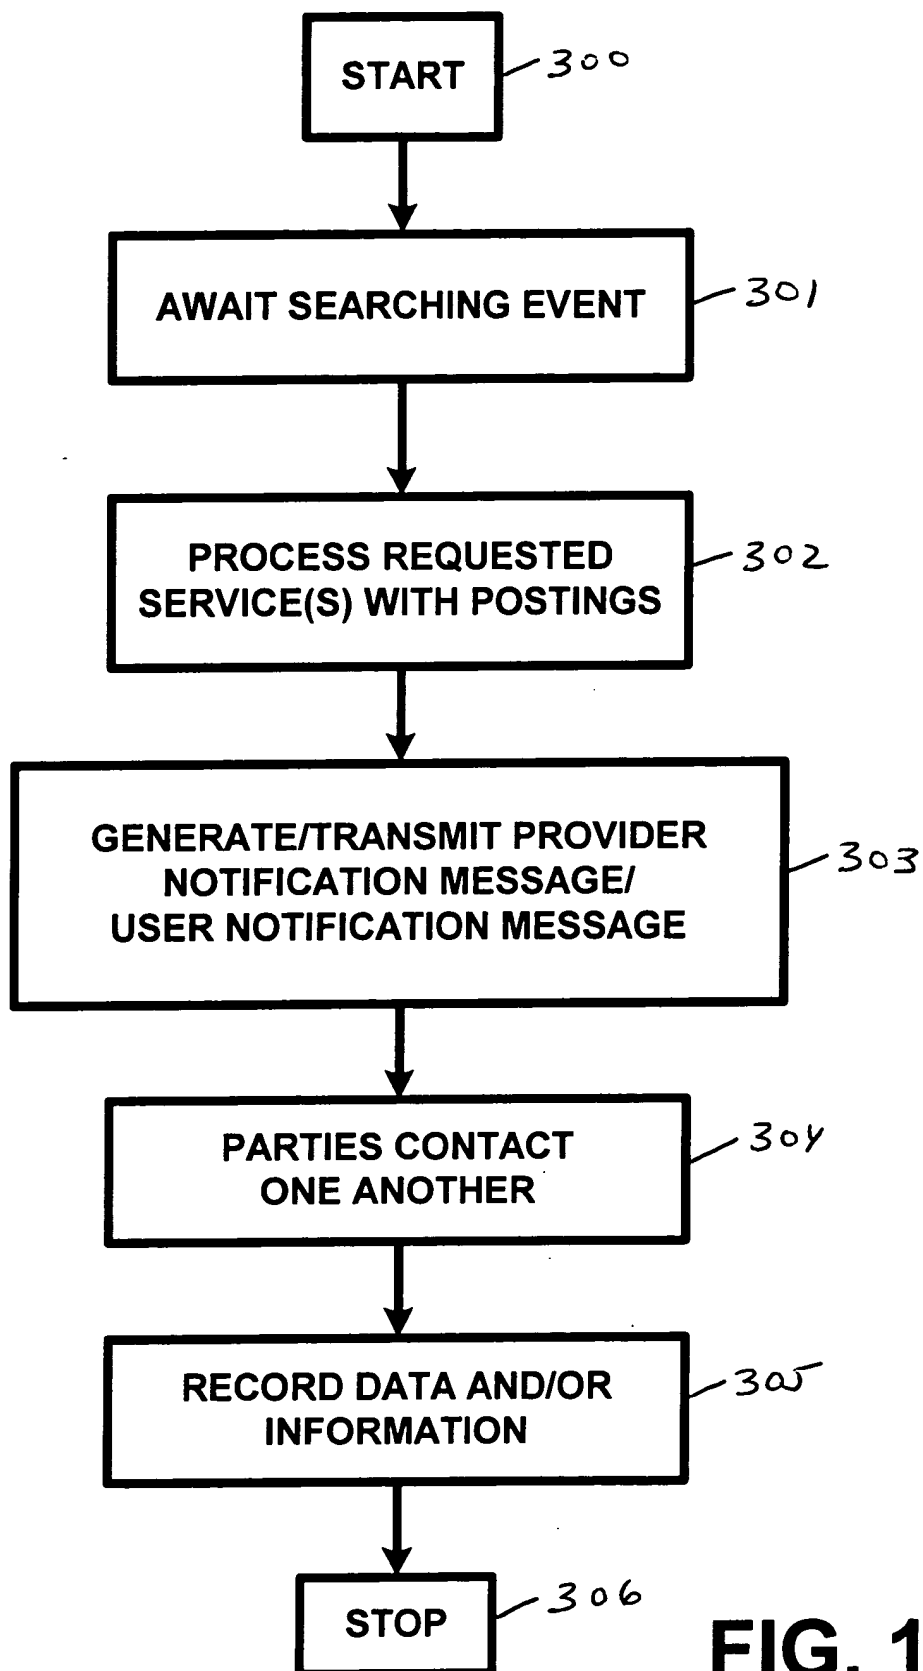 START
300
AWAIT SEARCHING EVENT
301
PROCESS REQUESTED
SERVICE(S) WITH POSTINGS
302
GENERATE/TRANSMIT PROVIDER
NOTIFICATION MESSAGE/
USER NOTIFICATION MESSAGE
303
PARTIES CONTACT
ONE ANOTHER
304
RECORD DATA AND/OR
INFORMATION
305
STOP
306
FIG. 1